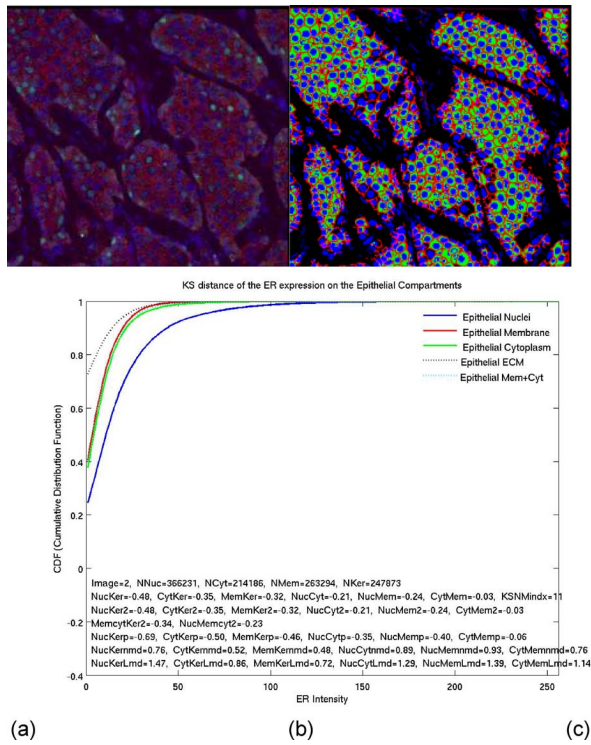 KS distance of the ER expression on the Epithelial Compartments
CDF (Cumulative Distribution Function)
1
0.8
0.6
0.4
0.2
0
-0.2
-0.4
Epithelial Nuclei
Epithelial Membrane
Epithelial Cytoplasm
Epithelial ECM
Epithelial Mem+Cyt
Image=2, NNuc=366231, NCyt=214186, NMem=263294, NKer=247873
NucKer=-0.48, CytKer=-0.35, MemKer=-0.32, NucCyt=-0.21, NucMem=-0.24, CytMem=-0.03, KSNMindx=11
NucKer2=-0.48, CytKer2=-0.35, MemKer2=-0.32, NucCyt2=-0.21, NucMem2=-0.24, CytMem2=-0.03
MemcytKer2=-0.34, NucMemcyt2=-0.23
NucKerp=-0.69, CytKerp=-0.50, MemKerp=-0.46, NucCytp=-0.35, NucMemp=-0.40, CytMemp=-0.06
NucKernmd=0.76, CytKernmd=0.52, MemKernmd=0.48, NucCytnmd=0.89, NucMemnmd=0.93, CytMemnmd=0.76
NucKerLmd=1.47, CytKerLmd=0.86, MemKerLmd=0.72, NucCytLmd=1.29, NucMemLmd=1.39, CytMemLmd=1.14
0 50 100 150 200 250
ER Intensity
(a) (b) (c)